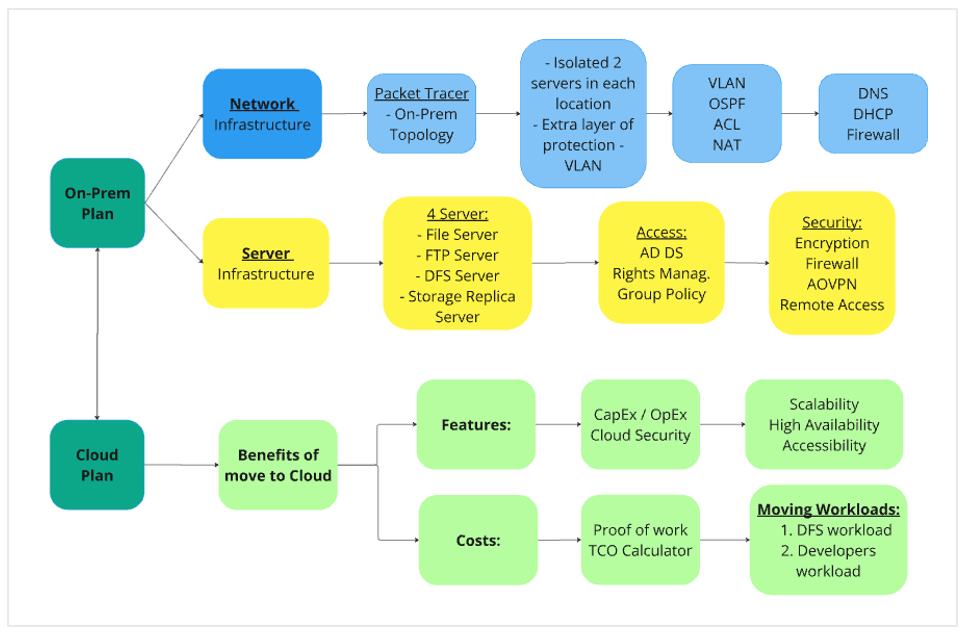 On-Prem
Plan
Network
Infrastructure
Packet Tracer
- On-Prem
Topology
- Isolated 2
servers in each
location
- Extra layer of
protection -
VLAN
VLAN
OSPF
ACL
NAT
DNS
DHCP
Firewall
Server
Infrastructure
4 Server:
- File Server
- FTP Server
- DFS Server
- Storage Replica
Server
Access:
AD DS
Rights Manag.
Group Policy
Security:
Encryption
Firewall
AOVPN
Remote Access
Cloud
Plan
Benefits of
move to Cloud
Features:
CapEx / OpEx
Cloud Security
Scalability
High Availability
Accessibility
Costs:
Proof of work
TCO Calculator
Moving Workloads:
1. DFS workload
2. Developers
workload